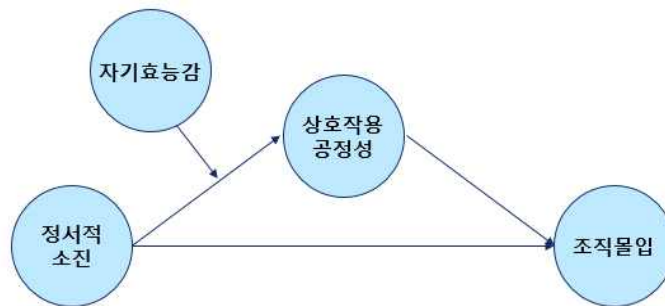 자기효능감
상호작용
공정성
정서적
소진
조직몰입